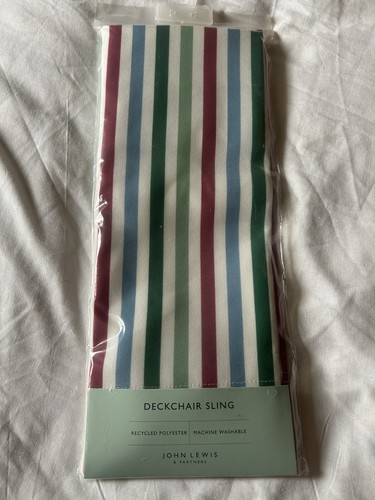 DECKCHAIR SLING
RECYCLED POLYESTER MACHINE WASHABLE
JOHN LEWIS
& PARTNERS